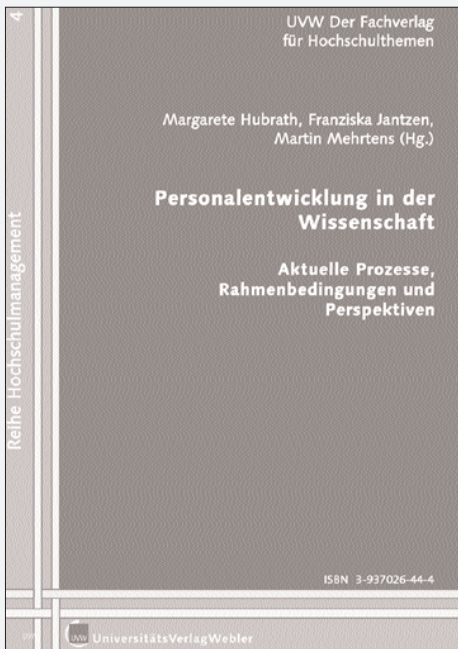 4
Reihe Hochschulmanagement
UVW Der Fachverlag
für Hochschulthemen
Margarete Hubrath, Franziska Jantzen,
Martin Mehrtens (Hg.)
Personalentwicklung in der
Wissenschaft
Aktuelle Prozesse,
Rahmenbedingungen und
Perspektiven
ISBN 3-937026-44-4
UVW
UVW UniversitätsVerlagWebler